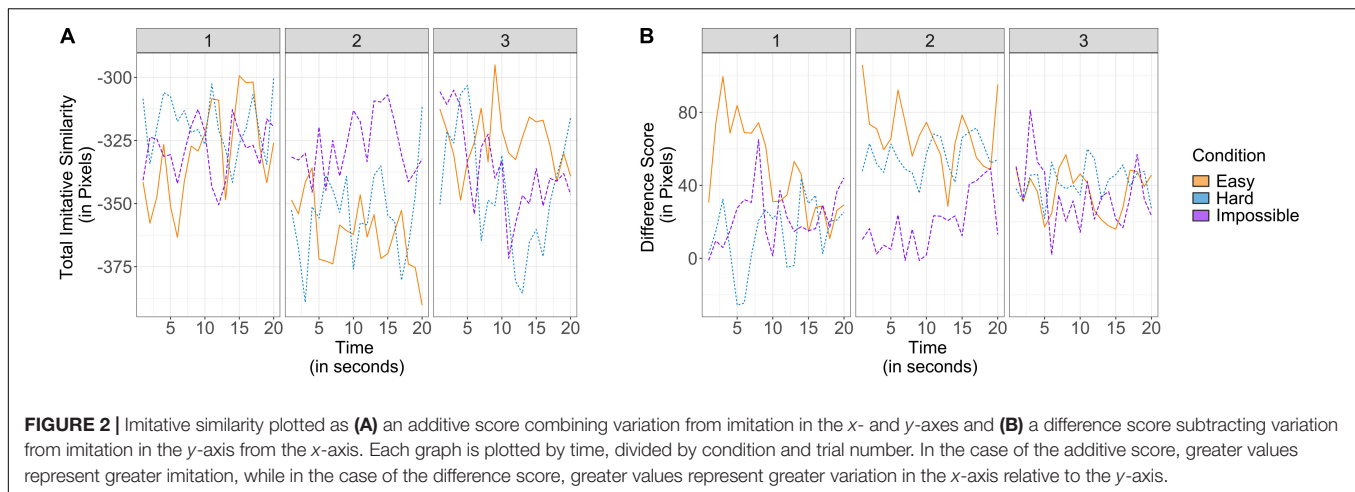 A
B
1 2 3
1 2 3
Total Imitative Similarity
(in Pixels)
-300
-325
-350
-375
5 10 15 20 5 10 15 20 5 10 15 20
Time
(in seconds)
Difference Score
(in Pixels)
80
40
0
5 10 15 20 5 10 15 20 5 10 15 20
Time
(in seconds)
Condition
Easy
Hard
Impossible
FIGURE 2 | Imitative similarity plotted as (A) an additive score combining variation from imitation in the x- and y-axes and (B) a difference score subtracting variation
from imitation in the y-axis from the x-axis. Each graph is plotted by time, divided by condition and trial number. In the case of the additive score, greater values
represent greater imitation, while in the case of the difference score, greater values represent greater variation in the x-axis relative to the y-axis.